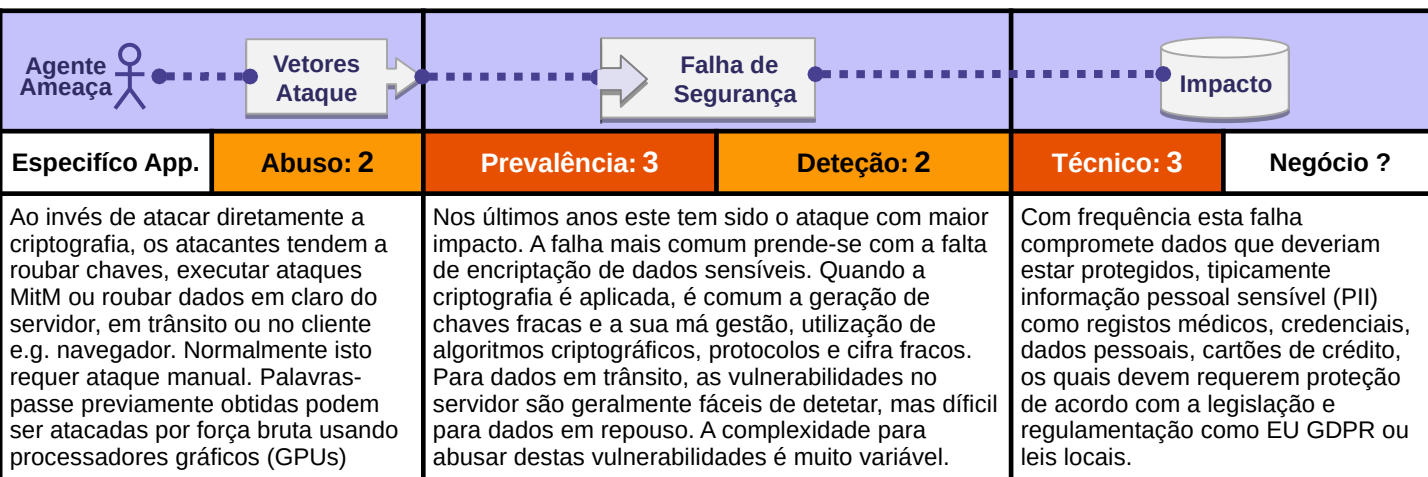 Agente
Ameaça
Vetores
Ataque
Falha de
Segurança
Impacto
Especifíco App.
Abuso: 2
Prevalência: 3
Deteção: 2
Técnico: 3
Negócio ?
Ao invés de atacar diretamente a
criptografia, os atacantes tendem a
roubar chaves, executar ataques
MitM ou roubar dados em claro do
servidor, em trânsito ou no cliente
e.g. navegador. Normalmente isto
requer ataque manual. Palavras-
passe previamente obtidas podem
ser atacadas por força bruta usando
processadores gráficos (GPUs)
Nos últimos anos este tem sido o ataque com maior
impacto. A falha mais comum prende-se com a falta
de encriptação de dados sensíveis. Quando a
criptografia é aplicada, é comum a geração de
chaves fracas e a sua má gestão, utilização de
algoritmos criptográficos, protocolos e cifra fracos.
Para dados em trânsito, as vulnerabilidades no
servidor são geralmente fáceis de detetar, mas díficil
para dados em repouso. A complexidade para
abusar destas vulnerabilidades é muito variável.
Com frequência esta falha
compromete dados que deveriam
estar protegidos, tipicamente
informação pessoal sensível (PII)
como registos médicos, credenciais,
dados pessoais, cartões de crédito,
os quais devem requerem proteção
de acordo com a legislação e
regulamentação como EU GDPR ou
leis locais.